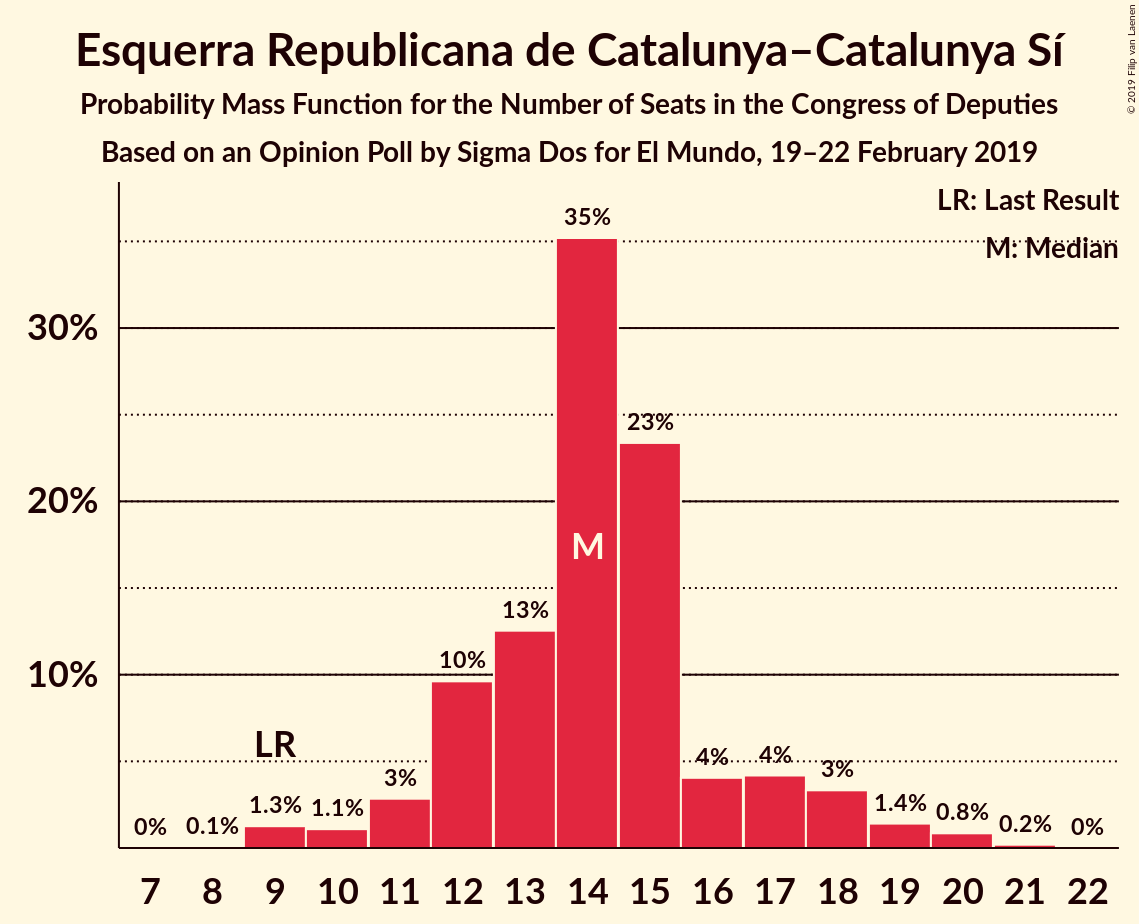 Esquerra Republicana de Catalunya–Catalunya Sí
Probability Mass Function for the Number of Seats in the Congress of Deputies
Based on an Opinion Poll by Sigma Dos for El Mundo, 19–22 February 2019
© 2019 Filip van Laenen
LR: Last Result
M: Median
35%
30%
23%
20%
M
13%
10%
10%
LR
3%
4%
4%
3%
0%
0.1%
1.3%
1.1%
1.4%
0.8%
0.2%
0%
7 8 9 10 11 12 13 14 15 16 17 18 19 20 21 22